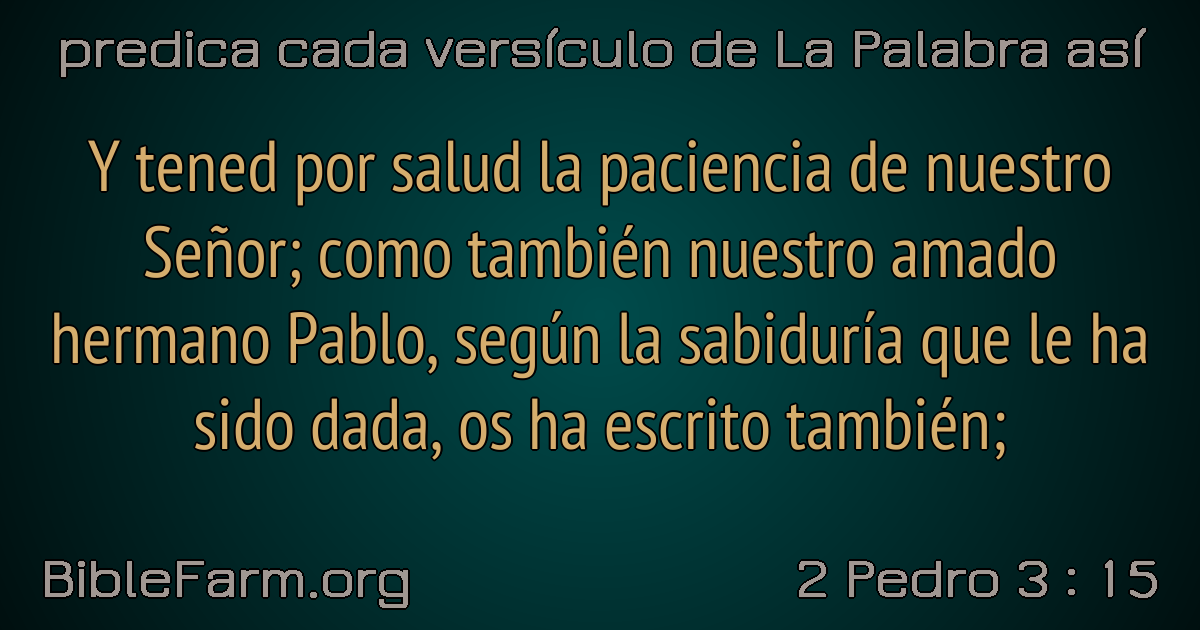 predica cada versículo de La Palabra así
Y tened por salud la paciencia de nuestro
Señor; como también nuestro amado
hermano Pablo, según la sabiduría que le ha
sido dada, os ha escrito también;
BibleFarm.org
2 Pedro 3 : 15